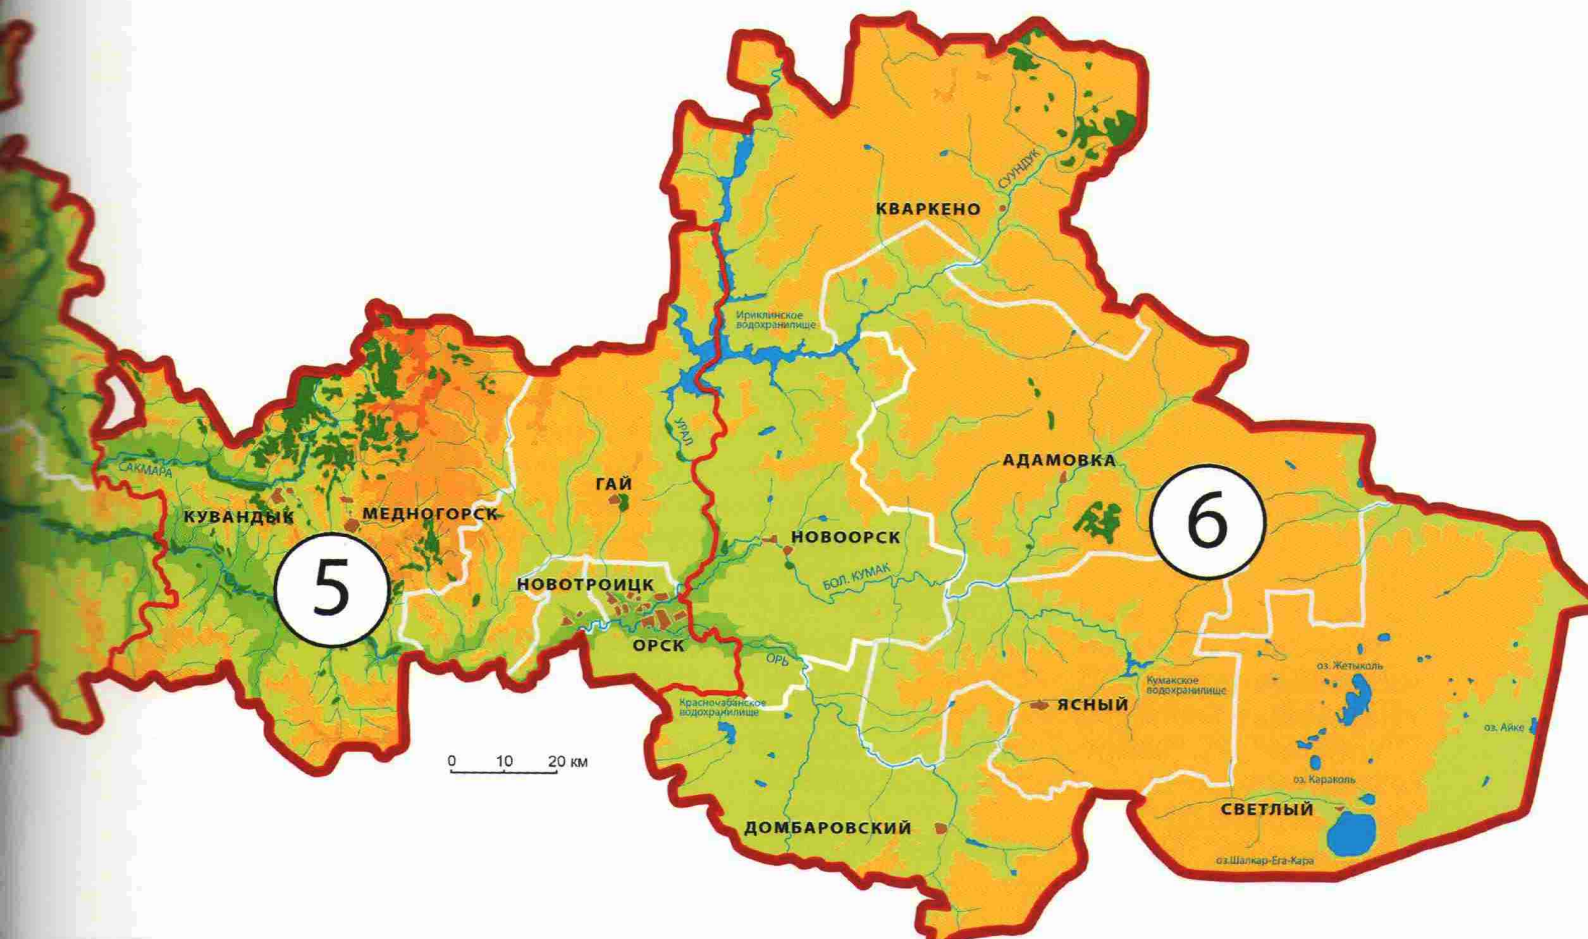 СУУНДУК
КВАРКЕНО
Ириклинское
водохранилище
УРАЛ
САКМАРА
КУВАНДЫК
МЕДНОГОРСК
ГАЙ
АДАМОВКА
5
6
НОВООРСК
БОЛ. КУМАК
НОВОТРОИЦК
ОРСК
ОРЬ
Красночабанское
водохранилище
Кумакское
водохранилище
ЯСНЫЙ
оз. Жетыколь
оз. Айке
оз. Караколь
0 10 20 км
СВЕТЛЫЙ
ДОМБАРОВСКИЙ
оз.Шалкар-Ега-Кара